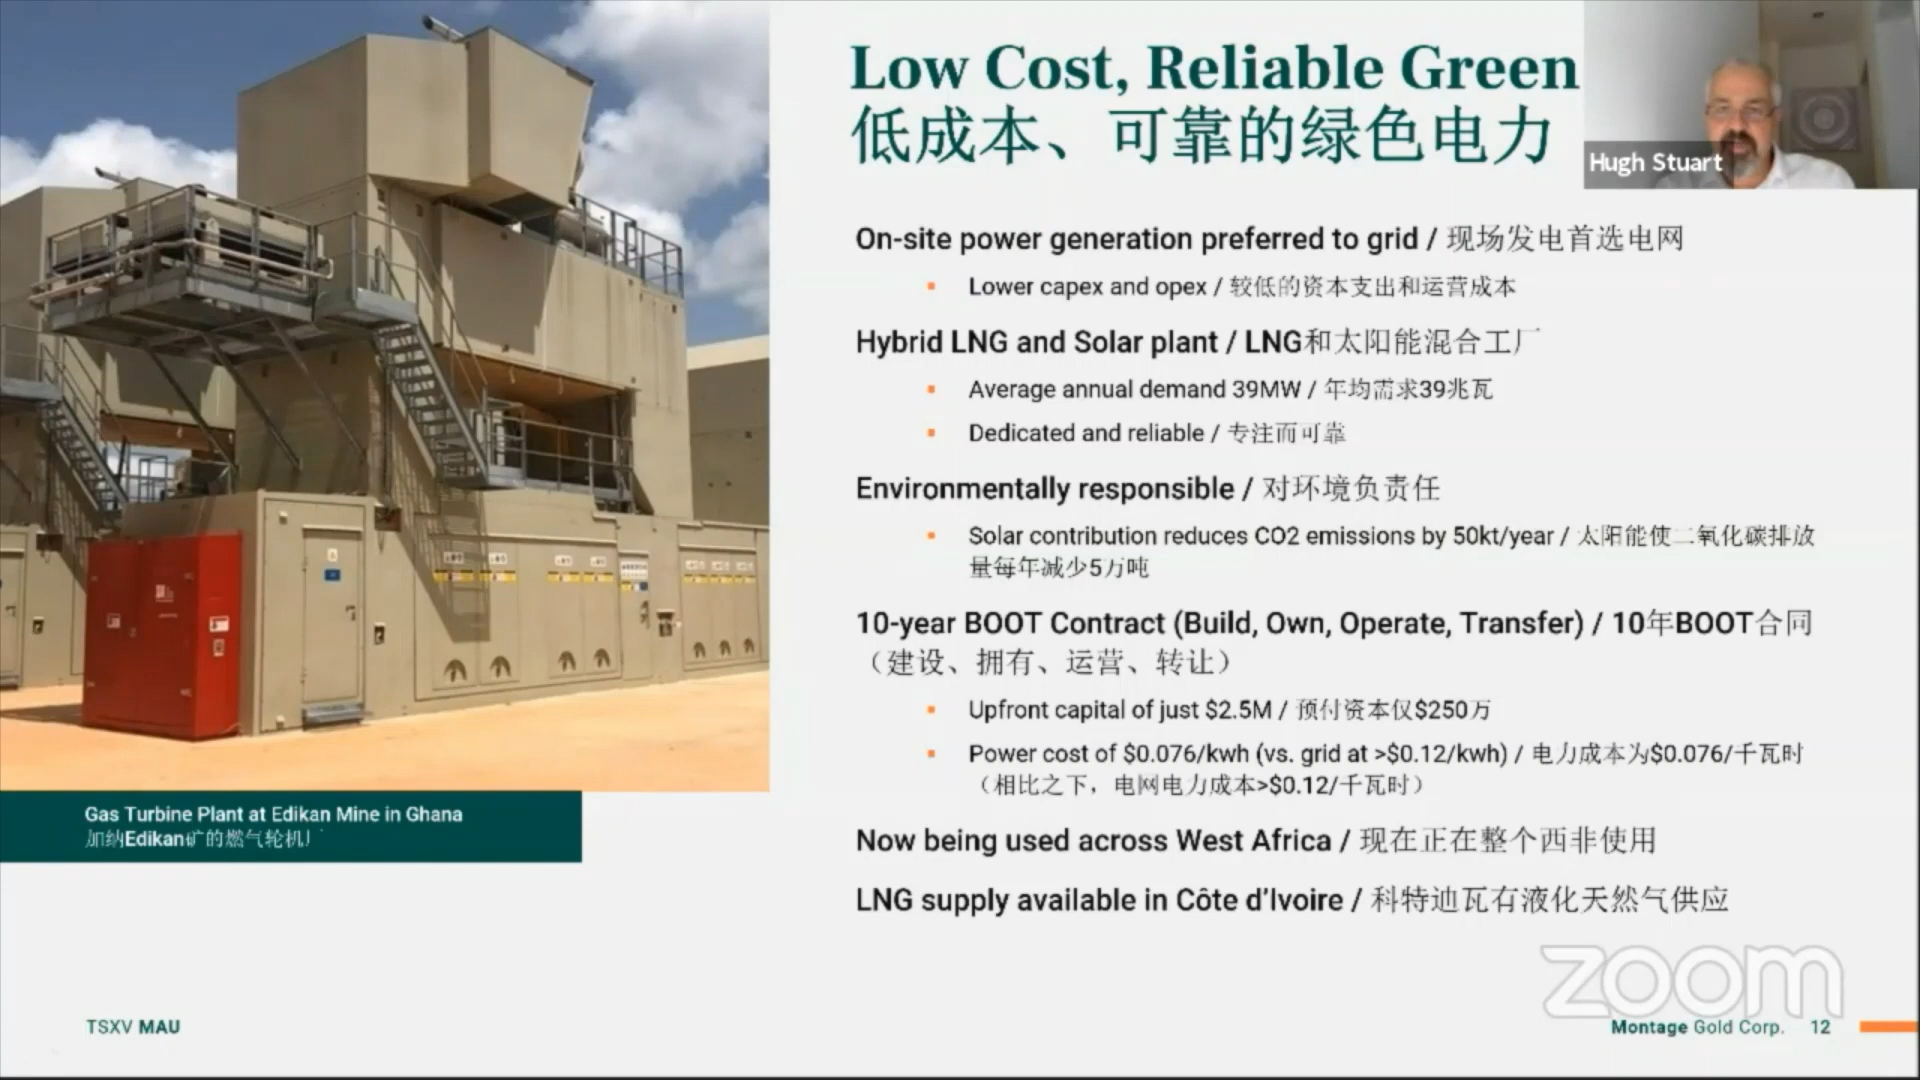 Low Cost, Reliable Green
低成本、可靠的绿色电力
Hugh Stuart
On-site power generation preferred to grid / 现场发电首选电网
Lower capex and opex / 较低的资本支出和运营成本
Hybrid LNG and Solar plant / LNG和太阳能混合工厂
Average annual demand 39MW / 年均需求39兆瓦
Dedicated and reliable / 专注而可靠
Environmentally responsible / 对环境负责任
Solar contribution reduces CO2 emissions by 50kt/year / 太阳能使二氧化碳排放
量每年减少5万吨
10-year BOOT Contract (Build, Own, Operate, Transfer) / 10年BOOT合同
（建设、拥有、运营、转让）
Upfront capital of just $2.5M / 预付资本仅$250万
Power cost of $0.076/kwh (vs. grid at >$0.12/kwh) / 电力成本为$0.076/千瓦时
（相比之下，电网电力成本>$0.12/千瓦时）
Now being used across West Africa / 现在正在整个西非使用
LNG supply available in Côte d'Ivoire / 科特迪瓦有液化天然气供应
Gas Turbine Plant at Edikan Mine in Ghana
加纳Edikan矿的燃气轮机厂
zoom
TSXV MAU
Montage Gold Corp. 12